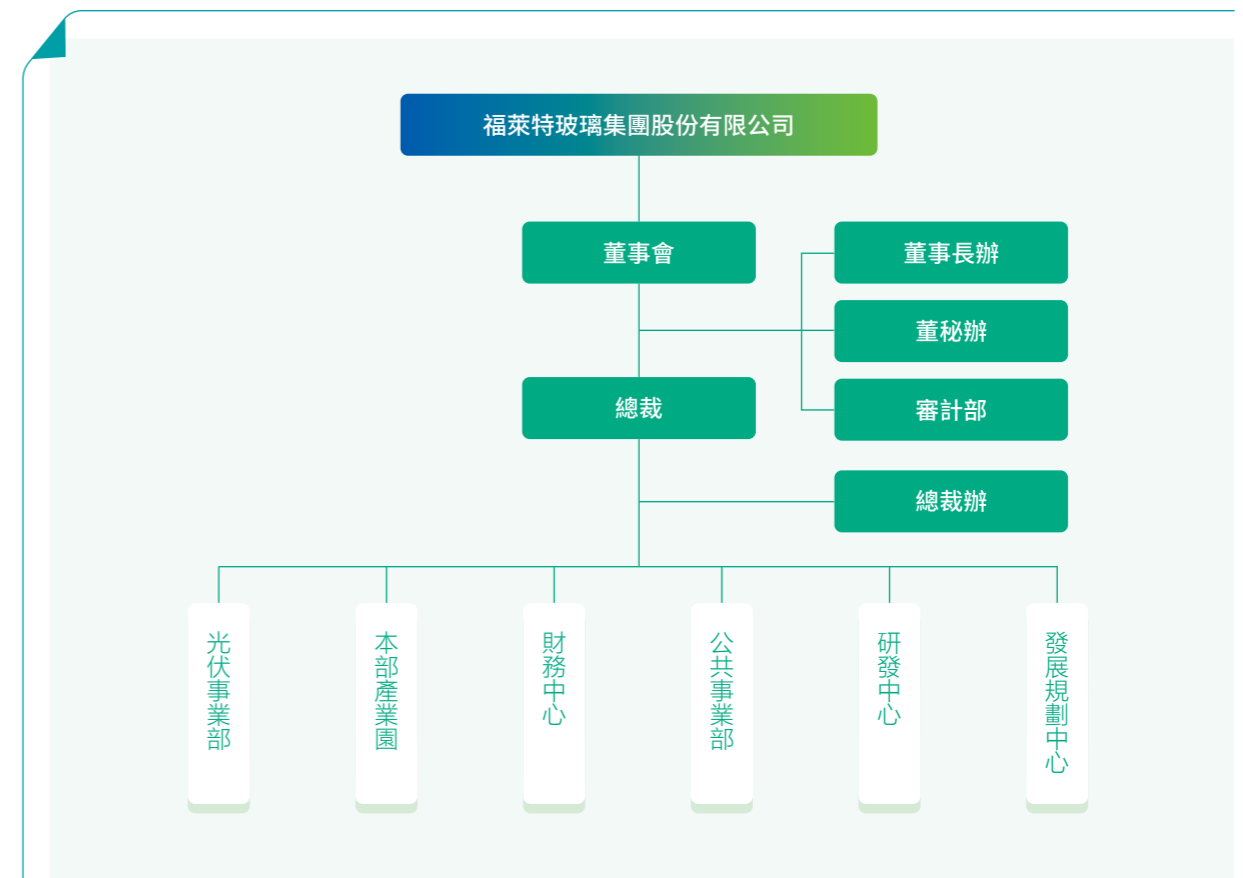 福萊特玻璃集團股份有限公司
董事會
董事長辦
董秘辦
總裁
審計部
總裁辦
光伏事業部
本部產業園
財務中心
公共事業部
研發中心
發展規劃中心